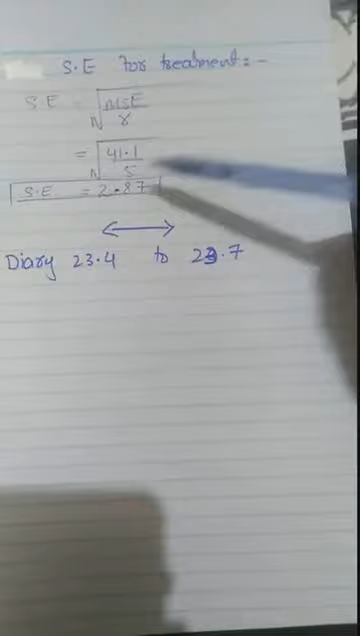 S.E for treatment:-
S.E = √MSE/r
= √41.1/5
S.E = 2.87
Diary 23.4 to 23.7